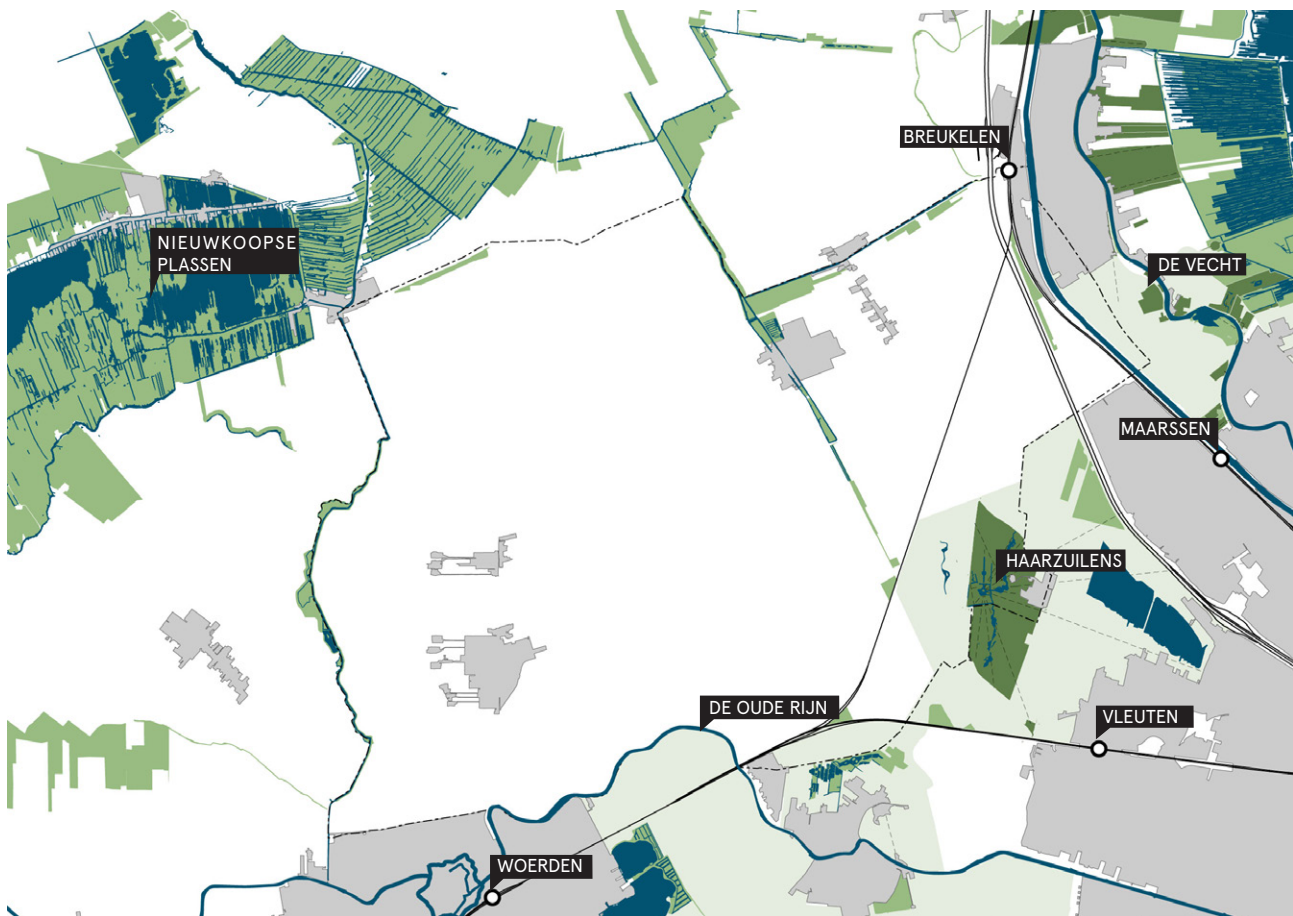 BREUKELEN
NIEUWKOOPSE
PLASSEN
DE VECHT
MAARSSEN
HAARZUILENS
DE OUDE RIJN
VLEUTEN
WOERDEN